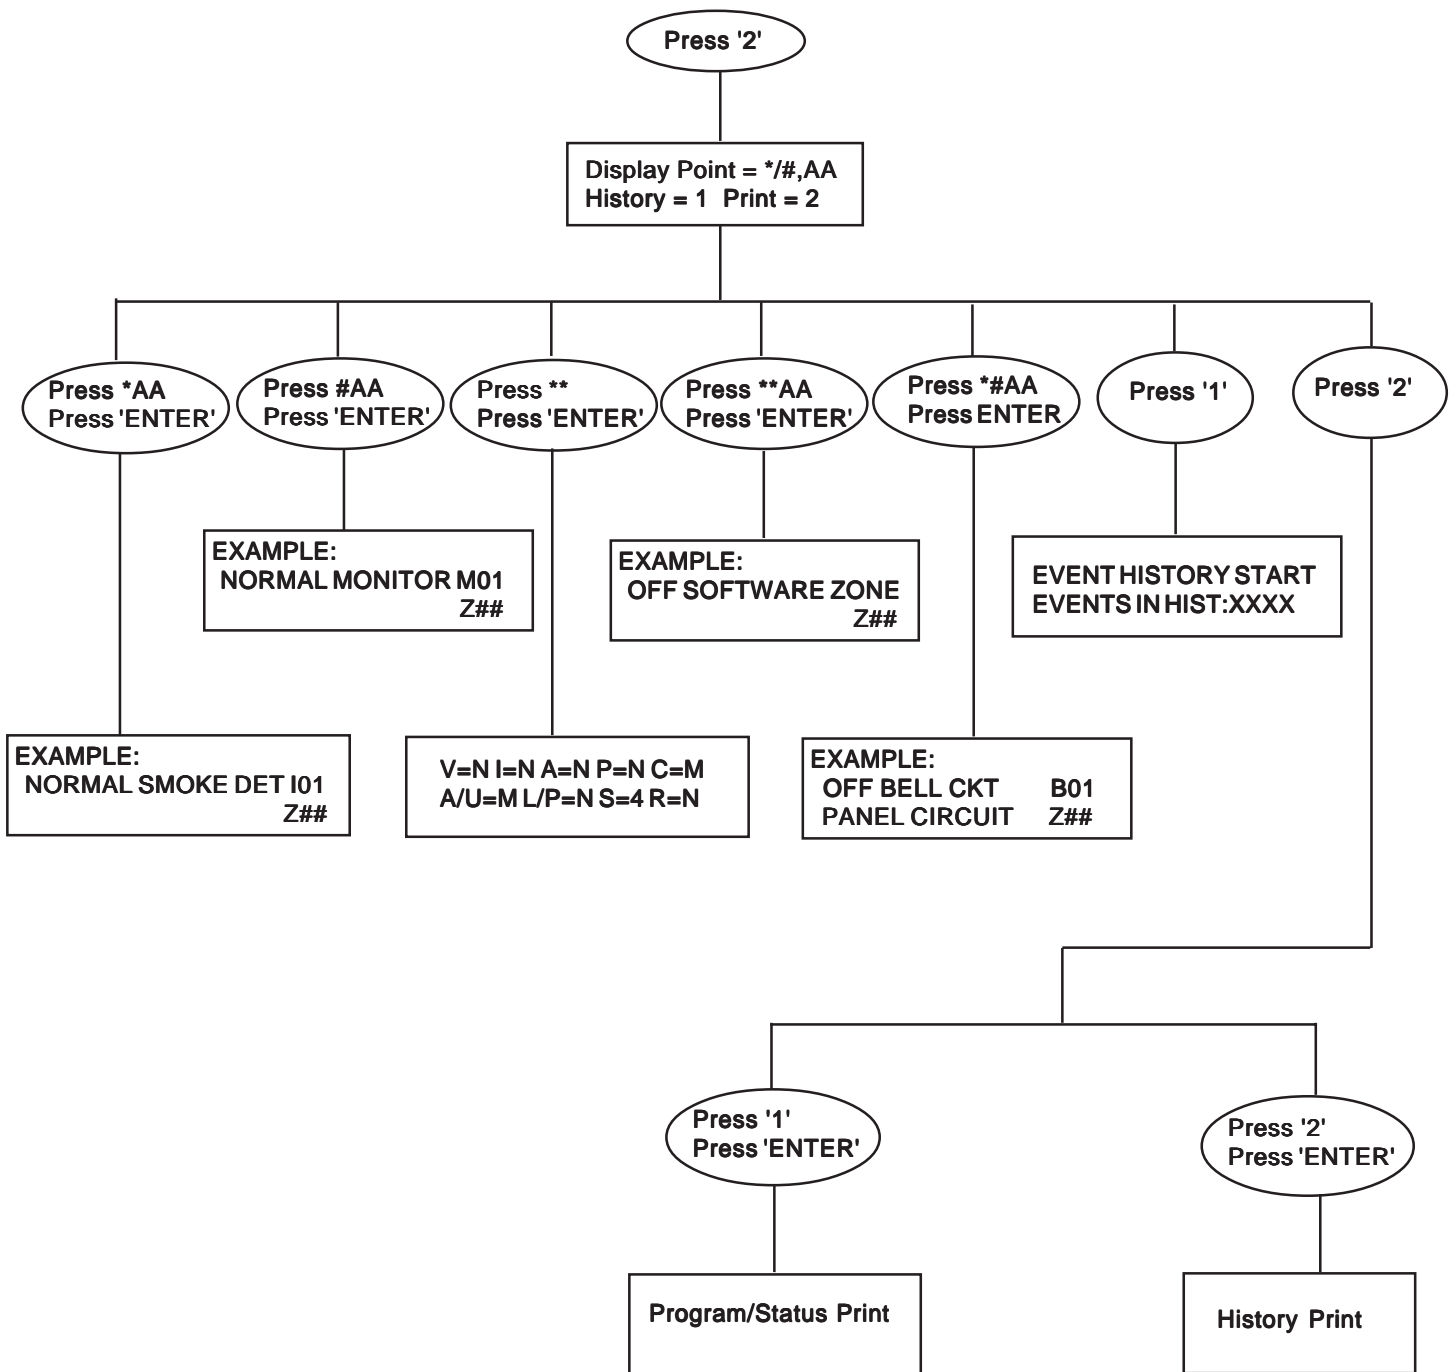 Press '2'
Display Point = */#,AA
History = 1 Print = 2
Press *AA
Press 'ENTER'
Press #AA
Press 'ENTER'
Press **
Press 'ENTER'
Press **AA
Press 'ENTER'
Press *#AA
Press ENTER
Press '1'
Press '2'
EXAMPLE:
NORMAL MONITOR M01
Z##
EXAMPLE:
OFF SOFTWARE ZONE
Z##
EVENT HISTORY START
EVENTS IN HIST:XXXX
EXAMPLE:
NORMAL SMOKE DET I01
Z##
V=N I=N A=N P=N C=M
A/U=M L/P=N S=4 R=N
EXAMPLE:
OFF BELL CKT B01
PANEL CIRCUIT Z##
Press '1'
Press 'ENTER'
Press '2'
Press 'ENTER'
Program/Status Print
History Print